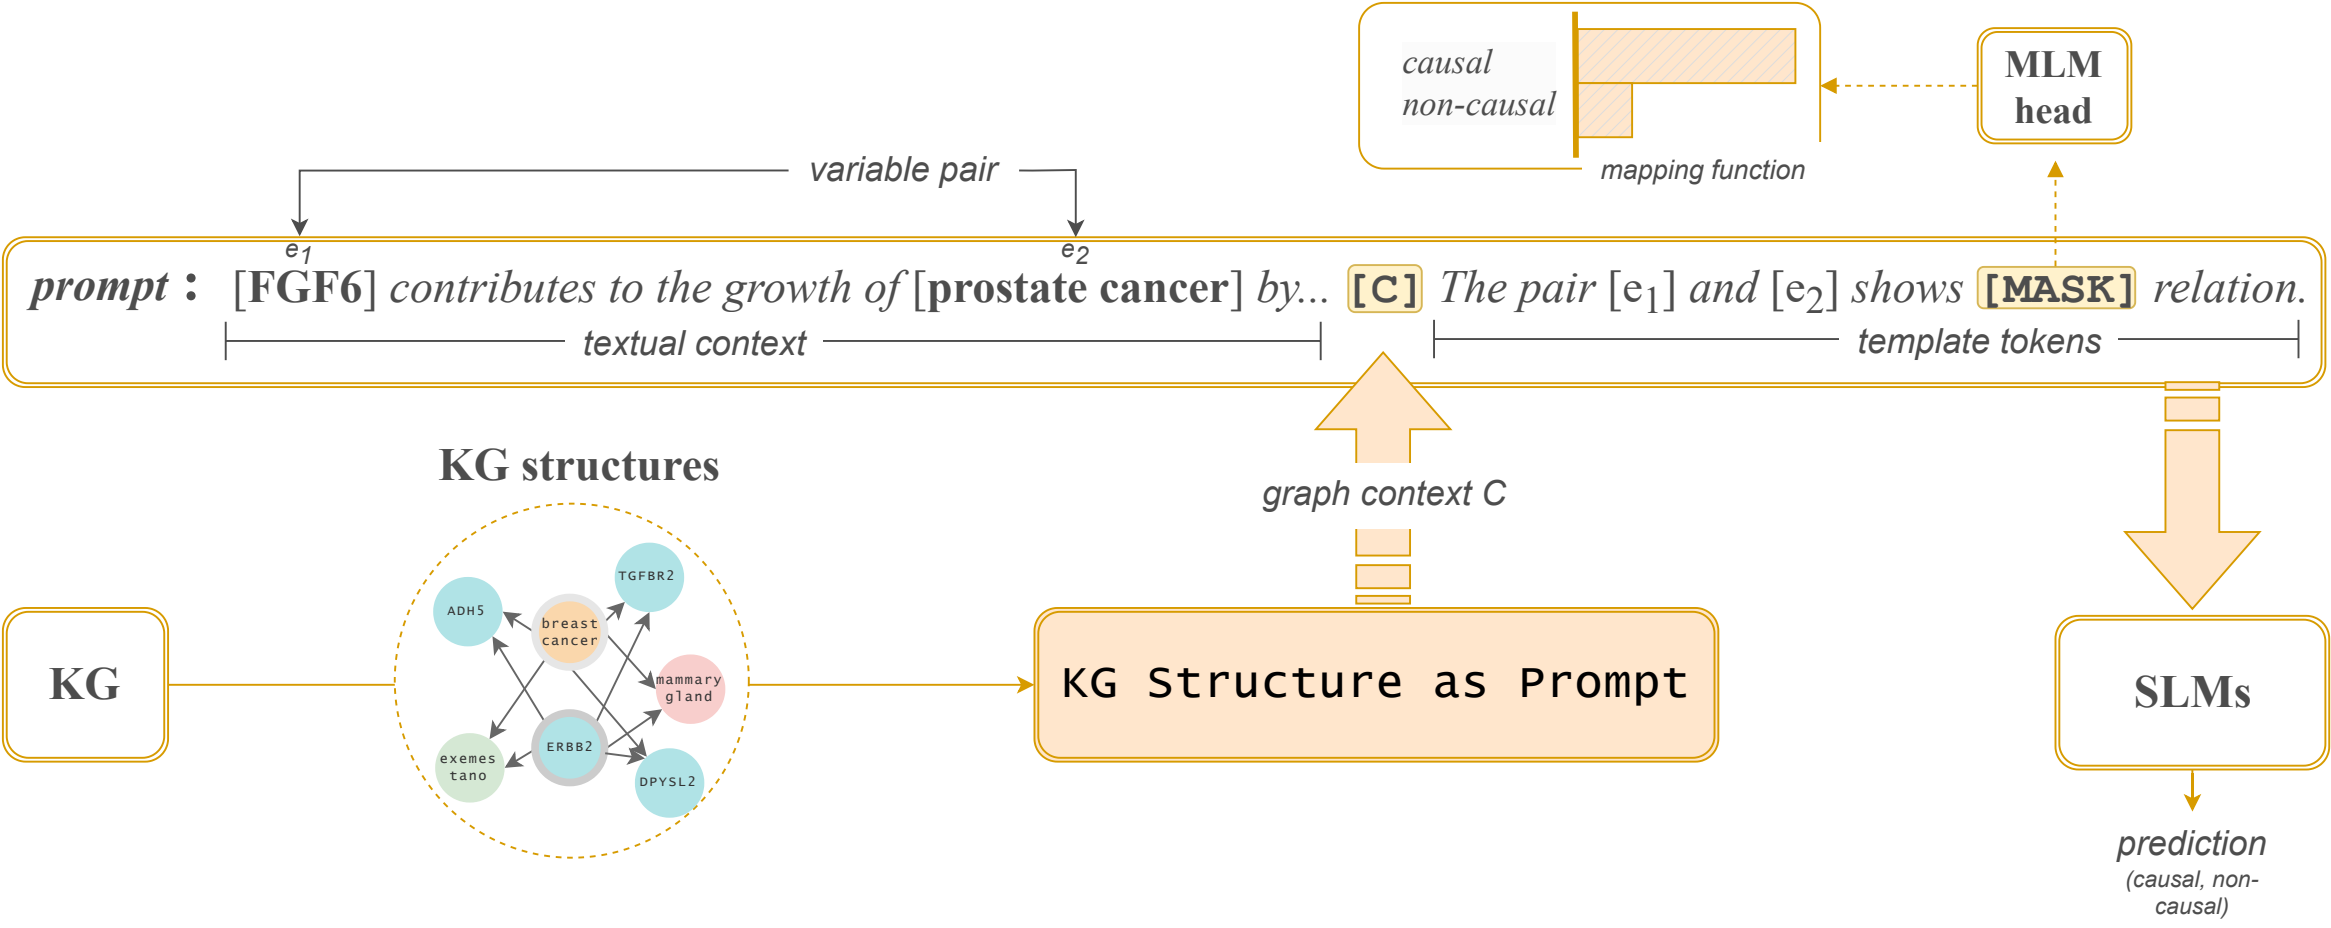 causal
non-causal
mapping function
MLM
head
variable pair
e1
e2
prompt : [FGF6] contributes to the growth of [prostate cancer] by... [C] The pair [e1] and [e2] shows [MASK] relation.
textual context
template tokens
KG structures
graph context C
TGFBR2
ADH5
breast
cancer
mammary
gland
ERBB2
exemes
tano
DPYSL2
KG
KG Structure as Prompt
SLMs
prediction
(causal, non-
causal)